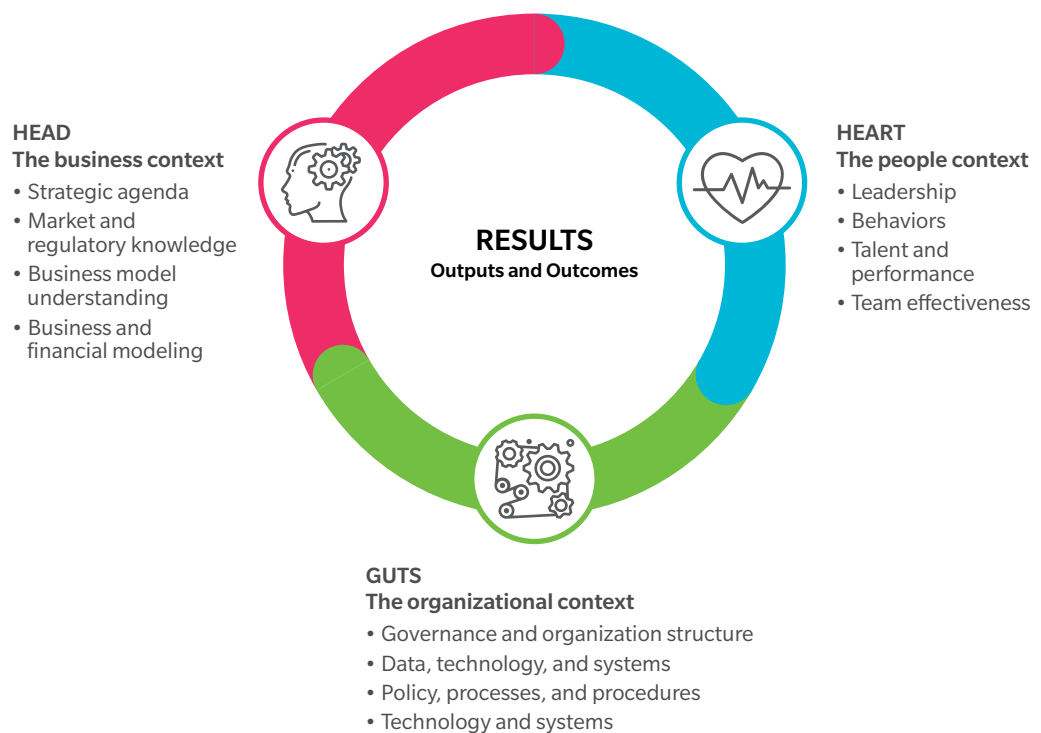 HEAD
The business context
• Strategic agenda
• Market and
regulatory knowledge
• Business model
understanding
• Business and
financial modeling
RESULTS
Outputs and Outcomes
HEART
The people context
• Leadership
• Behaviors
• Talent and
performance
• Team effectiveness
GUTS
The organizational context
• Governance and organization structure
• Data, technology, and systems
• Policy, processes, and procedures
• Technology and systems